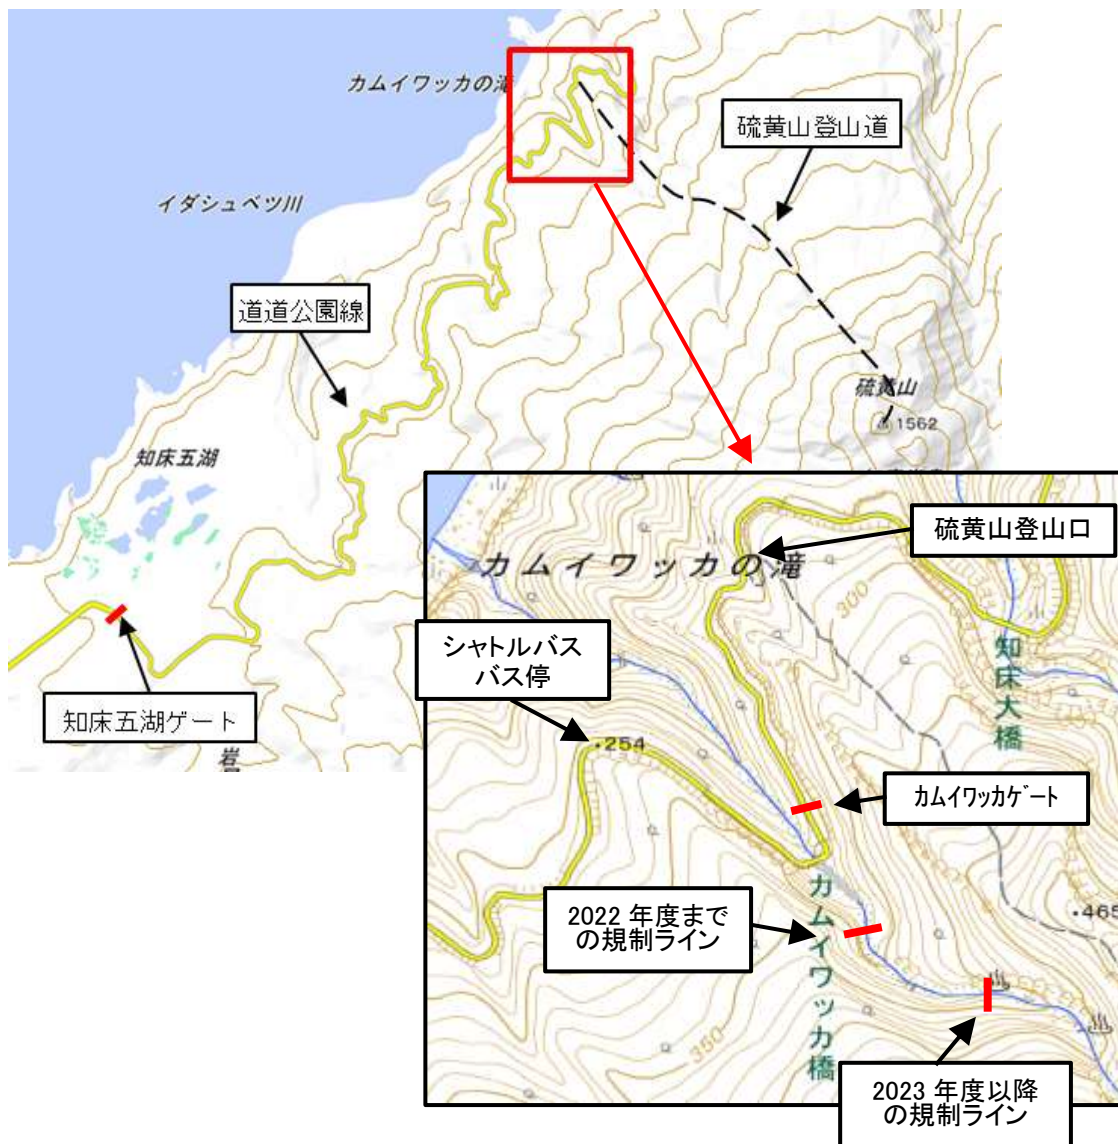 カムイワッカの滝
硫黄山登山道
イダシュベツ川
道道公園線
硫黄山
1562
知床五湖
知床五湖ゲート
硫黄山登山口
カムイワッカの滝
300
シャトルバス
バス停
254
知床大橋
カムイワッカゲート
カムイワッカ橋
465
2022 年度まで
の規制ライン
350
2023 年度以降
の規制ライン